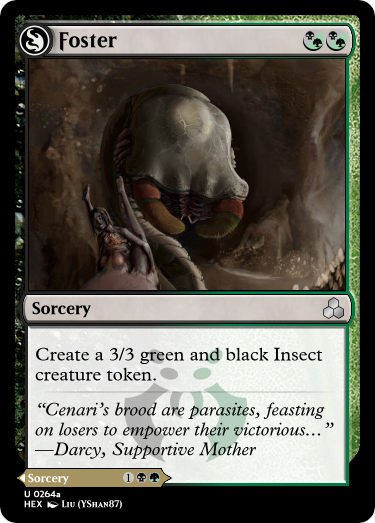 Foster
Sorcery
Create a 3/3 green and black Insect
creature token.
“Cenari’s brood are parasites, feasting
on losers to empower their victorious…”
—Darcy, Supportive Mother
Sorcery 1
U 0264a
HEX Liu (YShan87)